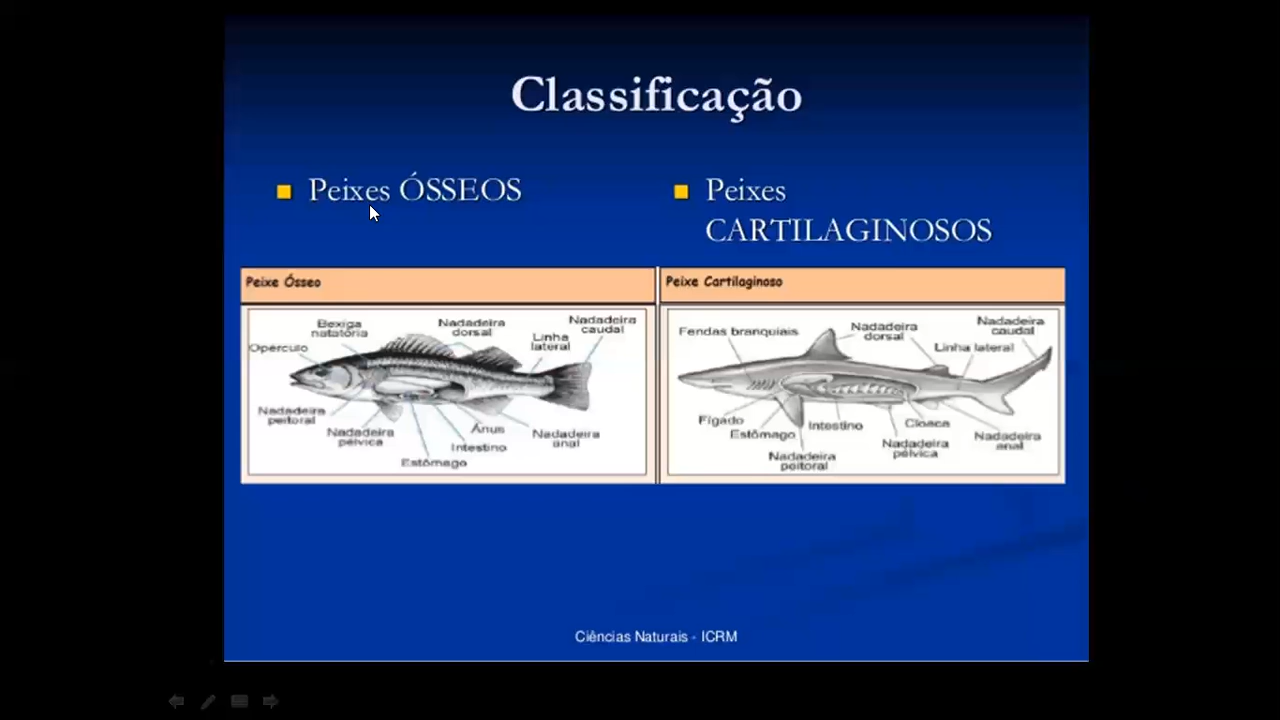 Classificação
Peixes ÓSSEOS
Peixes
CARTILAGINOSOS
Peixe Ósseo
Bexiga
natatória
Nadadeira
dorsal
Nadadeira
caudal
Linha
lateral
Opérculo
Nadadeira
peitoral
Nadadeira
pélvica
Ânus
Intestino
Estômago
Nadadeira
anal
Peixe Cartilaginoso
Fendas branquiais
Nadadeira
dorsal
Nadadeira
caudal
Linha lateral
Fígado
Estômago
Intestino
Cloaca
Nadadeira
peitoral
Nadadeira
pélvica
Nadadeira
anal
Ciências Naturais - ICRM